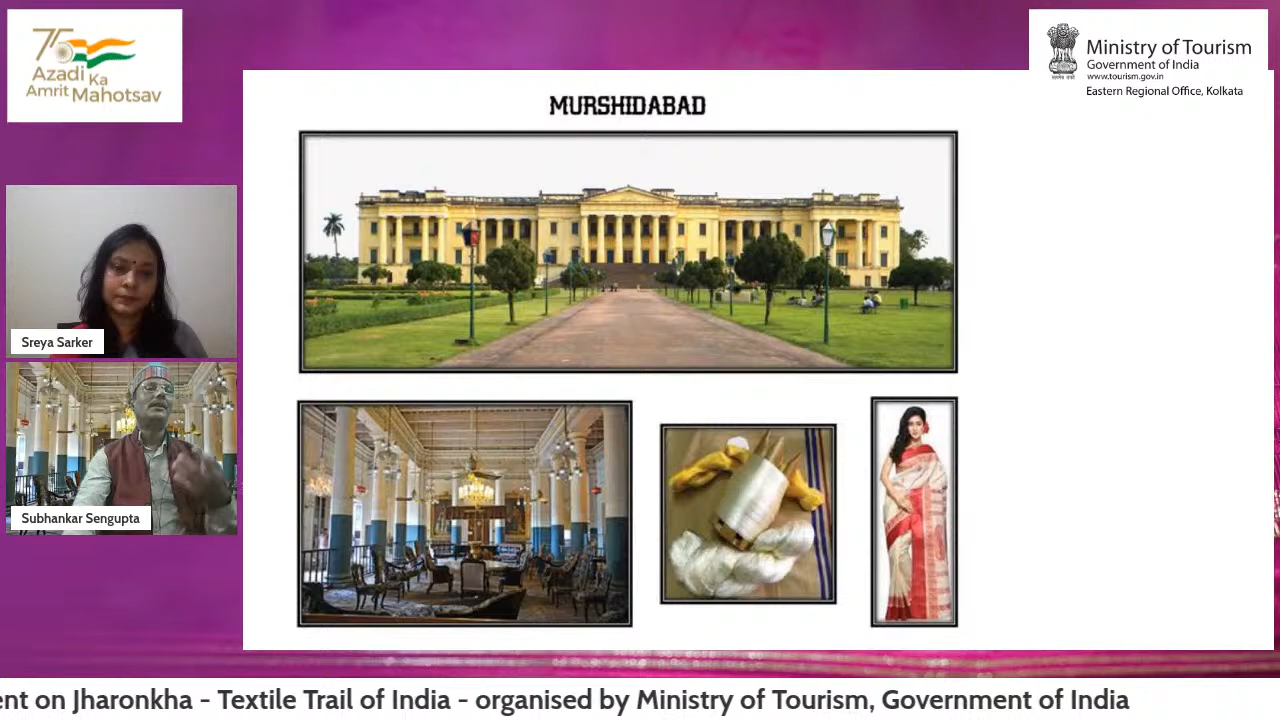 75
Azadi Ka
Amrit Mahotsav
Ministry of Tourism
Government of India
www.tourism.gov.in
Eastern Regional Office, Kolkata
MURSHIDABAD
Sreya Sarker
Subhankar Sengupta
on Jharonkha - Textile Trail of India - organised by Ministry of Tourism, Government of India